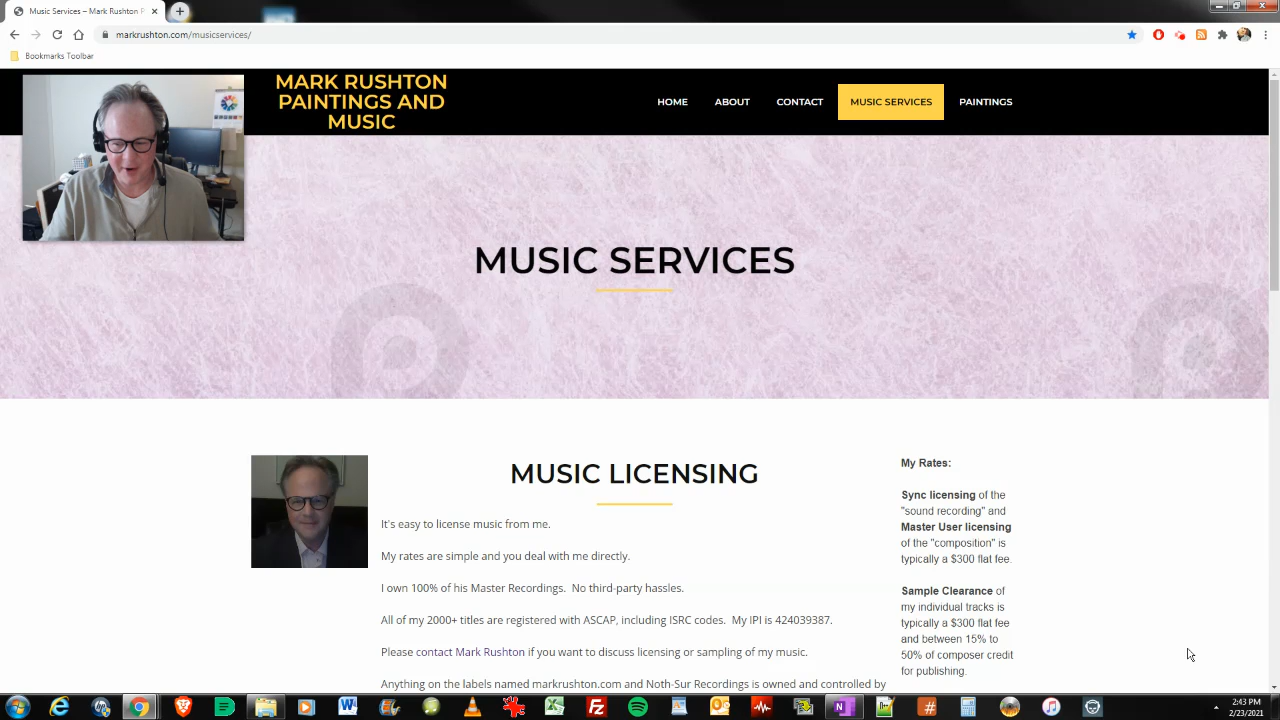 Music Services – Mark Rushton P
markrushton.com/musicservices/
Bookmarks Toolbar
MARK RUSHTON
PAINTINGS AND
MUSIC
HOME
ABOUT
CONTACT
MUSIC SERVICES
PAINTINGS
MUSIC SERVICES
MUSIC LICENSING
It's easy to license music from me.
My rates are simple and you deal with me directly.
I own 100% of his Master Recordings. No third-party hassles.
All of my 2000+ titles are registered with ASCAP, including ISRC codes. My IPI is 424039387.
Please contact Mark Rushton if you want to discuss licensing or sampling of my music.
Anything on the labels named markrushton.com and Noth-Sur Recordings is owned and controlled by
My Rates:
Sync licensing of the
"sound recording" and
Master User licensing
of the "composition" is
typically a $300 flat fee.
Sample Clearance of
my individual tracks is
typically a $300 flat fee
and between 15% to
50% of composer credit
for publishing.
2:43 PM
2/23/2021